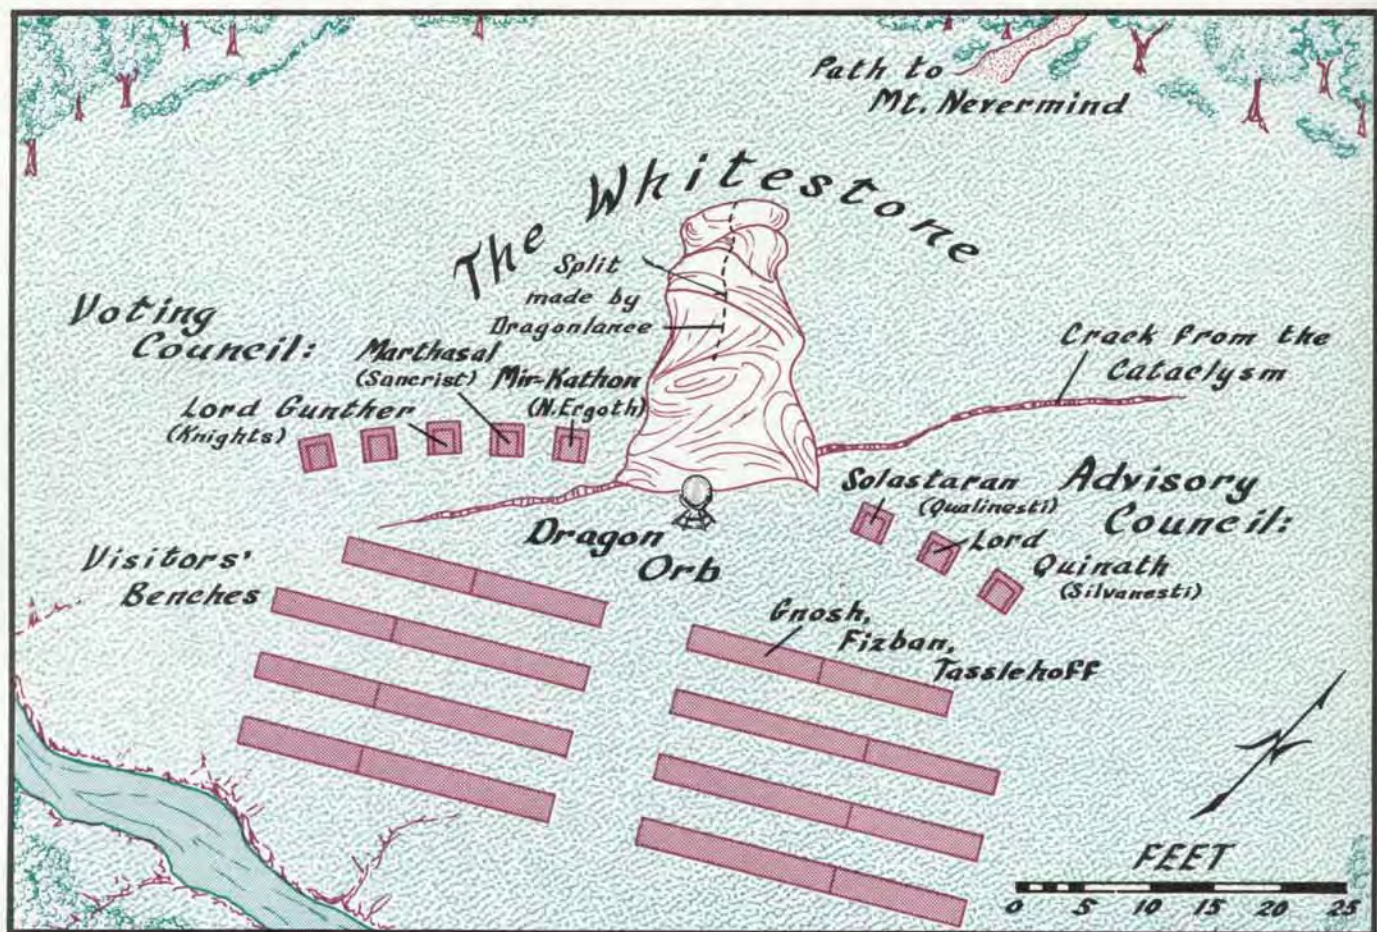 Path to
Mt. Nevermind
The Whitestone
Split
made by
Dragonlance
Voting
Council:
Marthasal
(Sancrist)
Mir-Kathon
(N.Ergoth)
Lord Gunther
(Knights)
Crack from the
Cataclysm
Solastaran
(Qualinesti)
Advisory
Council:
Lord
Quinath
(Silvanesti)
Dragon
Orb
Visitors'
Benches
Gnosh,
Fizban,
Tasslehoff
N
FEET
0 5 10 15 20 25